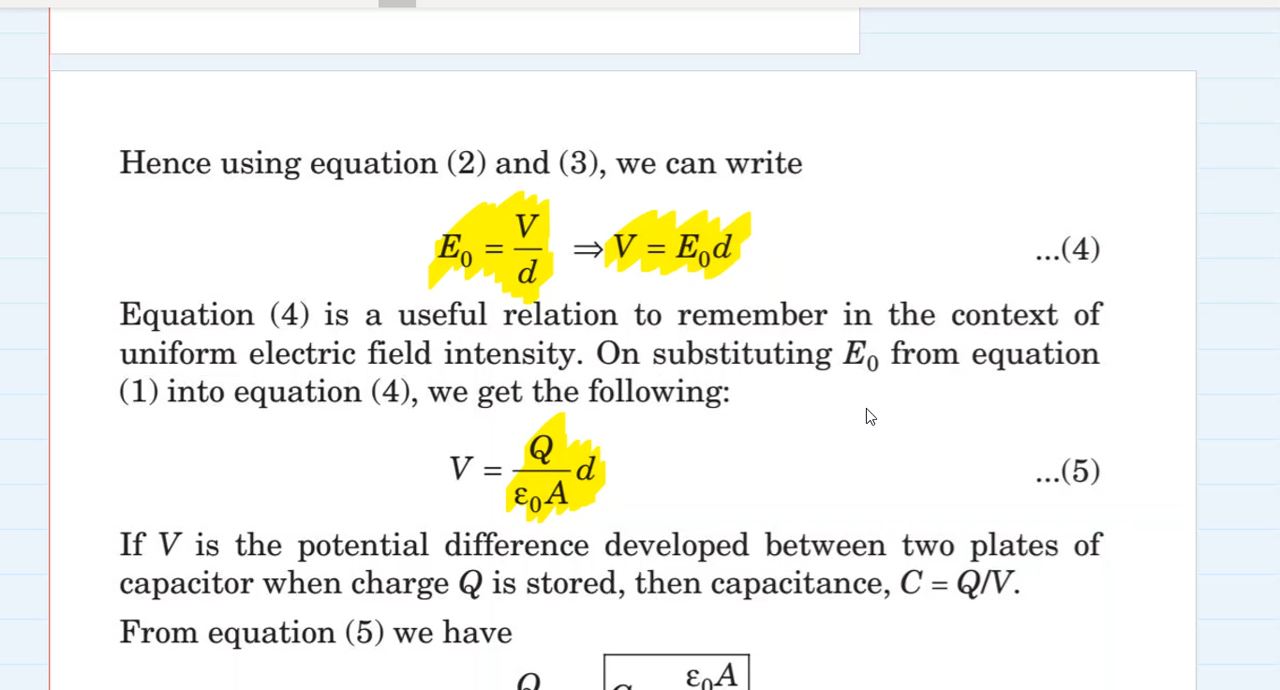 Hence using equation (2) and (3), we can write
E₀ = V/d ⇒ V = E₀d ...(4)
Equation (4) is a useful relation to remember in the context of
uniform electric field intensity. On substituting E₀ from equation
(1) into equation (4), we get the following:
V = Q/ε₀A d ...(5)
If V is the potential difference developed between two plates of
capacitor when charge Q is stored, then capacitance, C = Q/V.
From equation (5) we have
Q ε₀A